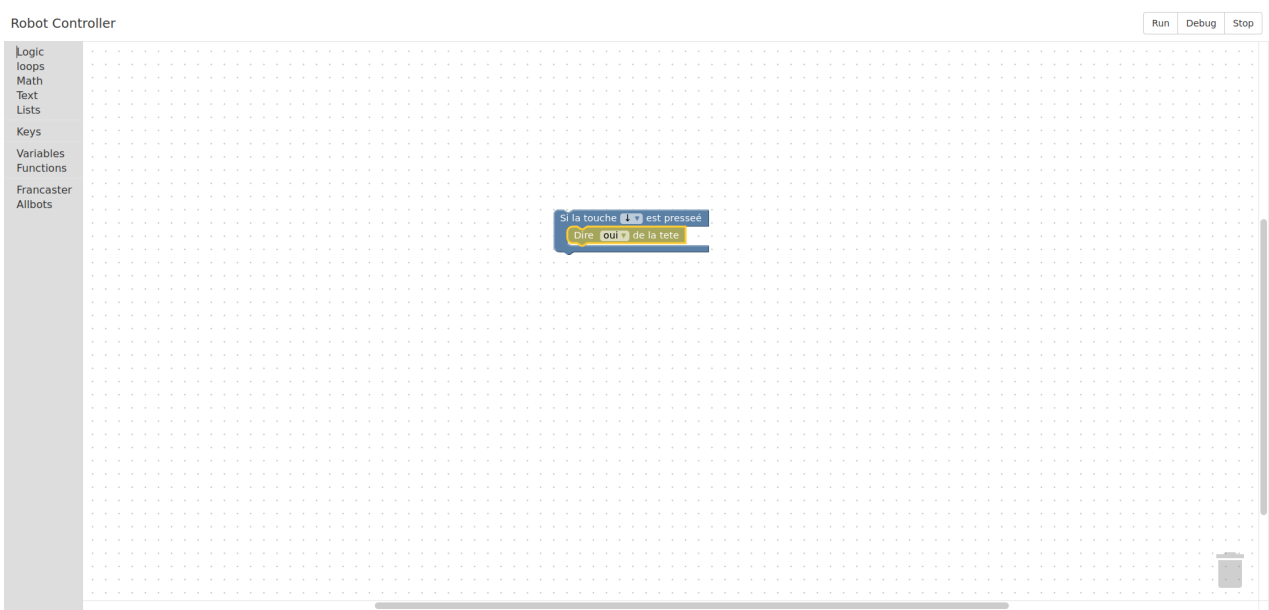 Robot Controller
Run Debug Stop
Logic
loops
Math
Text
Lists
Keys
Variables
Functions
Francaster
Allbots
Si la touche ↓ est presseé
Dire oui de la tete